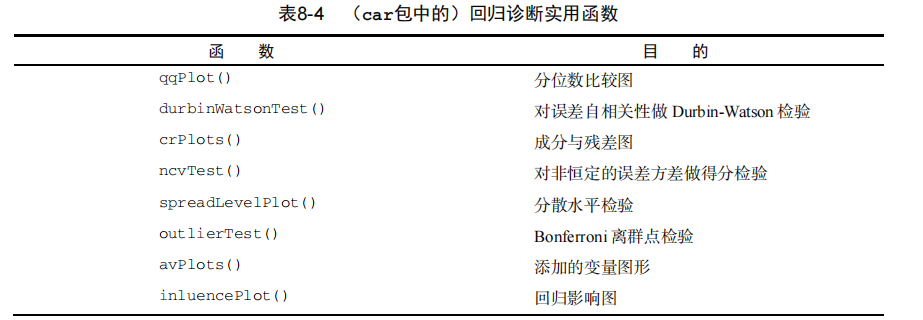 表8-4 （car包中的）回归诊断实用函数
函 数 目 的
qqPlot() 分位数比较图
durbinWatsonTest() 对误差自相关性做 Durbin-Watson 检验
crPlots() 成分与残差图
ncvTest() 对非恒定的误差方差做得分检验
spreadLevelPlot() 分散水平检验
outlierTest() Bonferroni 离群点检验
avPlots() 添加的变量图形
inluencePlot() 回归影响图